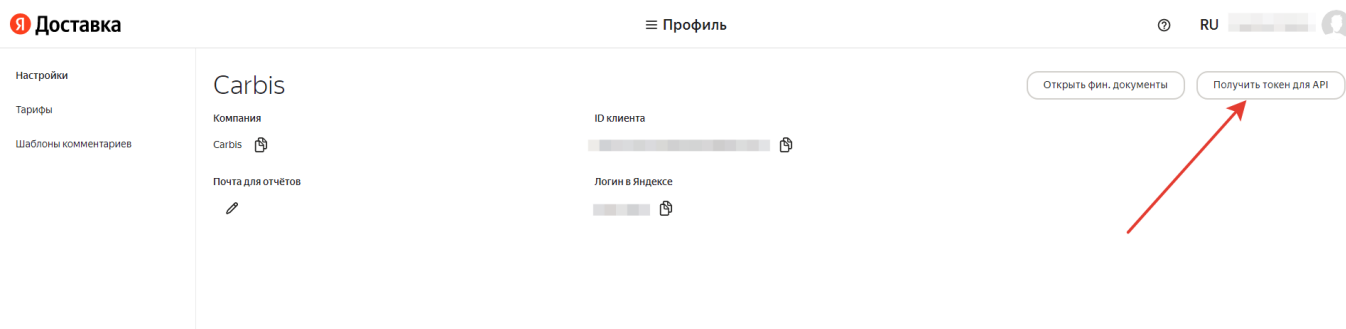 Я Доставка
Профиль
RU
Настройки
Тарифы
Шаблоны комментариев
Carbis
Открыть фин. документы
Получить токен для API
Компания
ID клиента
Carbis
Почта для отчётов
Логин в Яндексе